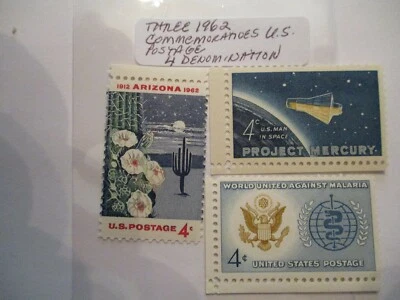 THREE 1962
COMMEMORATIVES U.S.
POSTAGE
4 DENOMINATION
1912 ARIZONA 1962
U.S. POSTAGE 4¢
4¢ U.S. MAN
IN SPACE
PROJECT MERCURY
WORLD UNITED AGAINST MALARIA
4¢
UNITED STATES POSTAGE